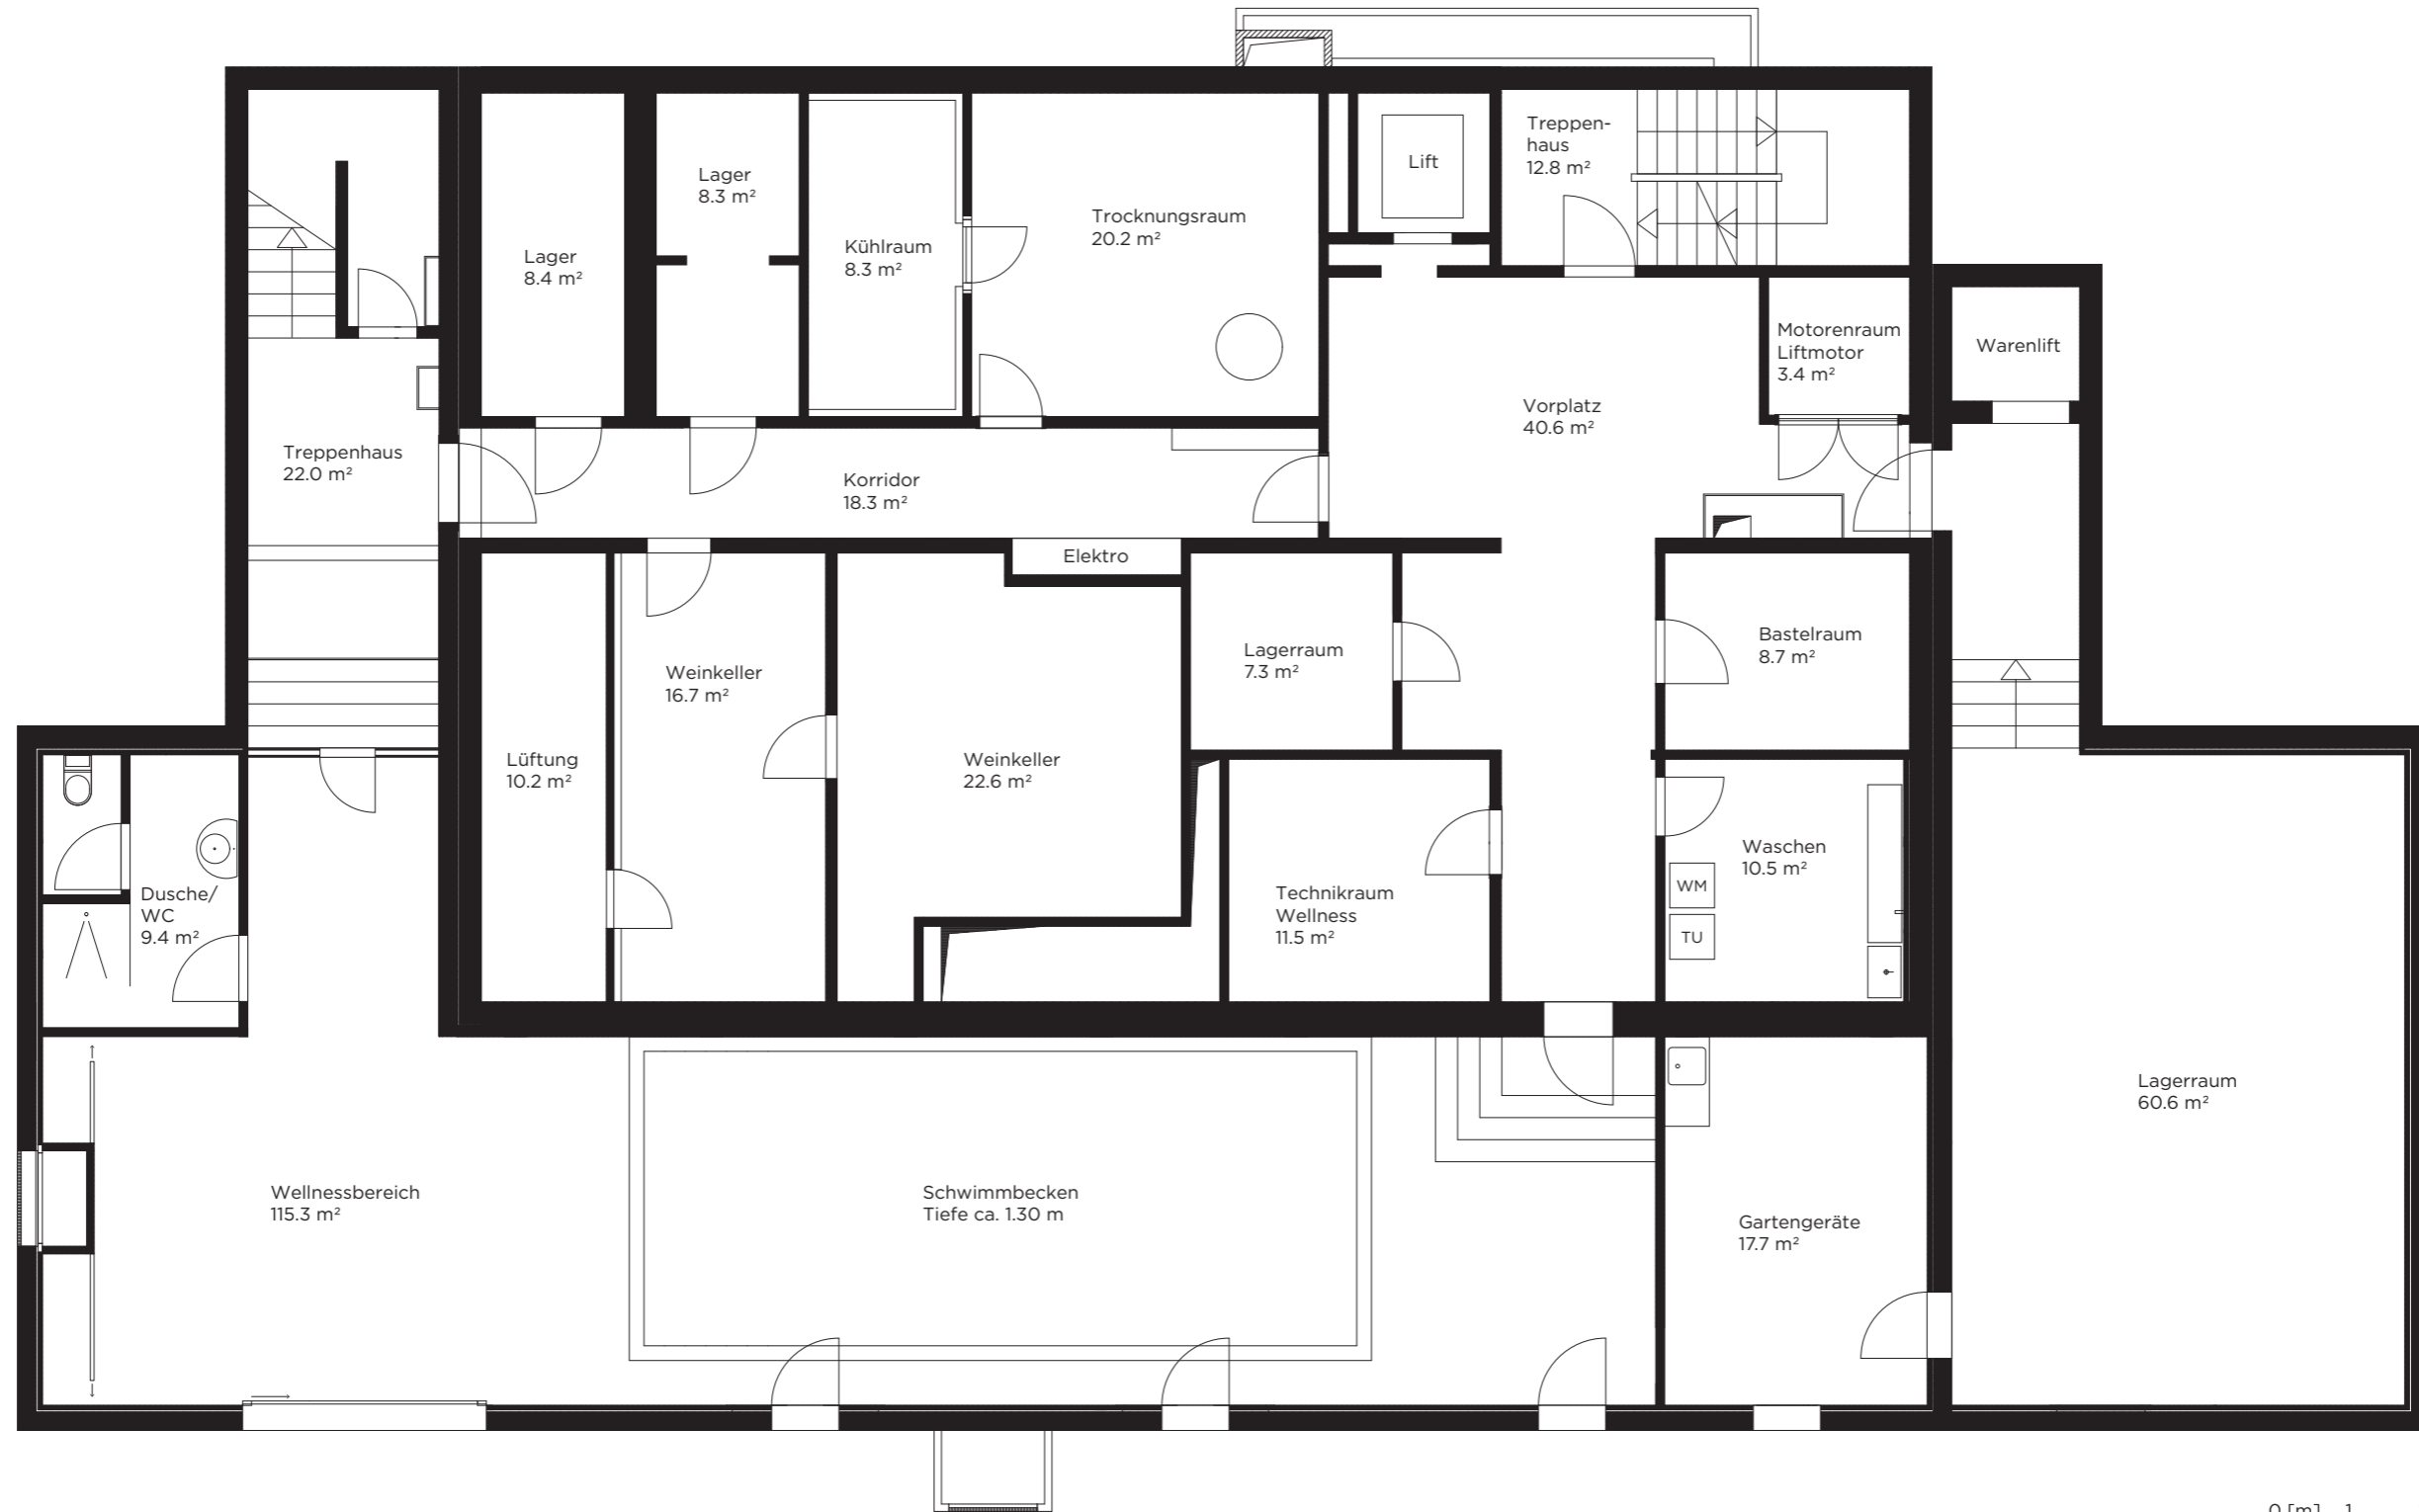 Treppen-
haus
12.8 m²
Lift
Lager
8.3 m²
Trocknungsraum
20.2 m²
Kühlraum
8.3 m²
Lager
8.4 m²
Motorenraum
Liftmotor
3.4 m²
Warenlift
Vorplatz
40.6 m²
Treppenhaus
22.0 m²
Korridor
18.3 m²
Elektro
Bastelraum
8.7 m²
Lagerraum
7.3 m²
Weinkeller
16.7 m²
Lüftung
10.2 m²
Weinkeller
22.6 m²
Waschen
10.5 m²
WM
TU
Technikraum
Wellness
11.5 m²
Dusche/
WC
9.4 m²
Lagerraum
60.6 m²
Wellnessbereich
115.3 m²
Schwimmbecken
Tiefe ca. 1.30 m
Gartengeräte
17.7 m²
0 [m] 1